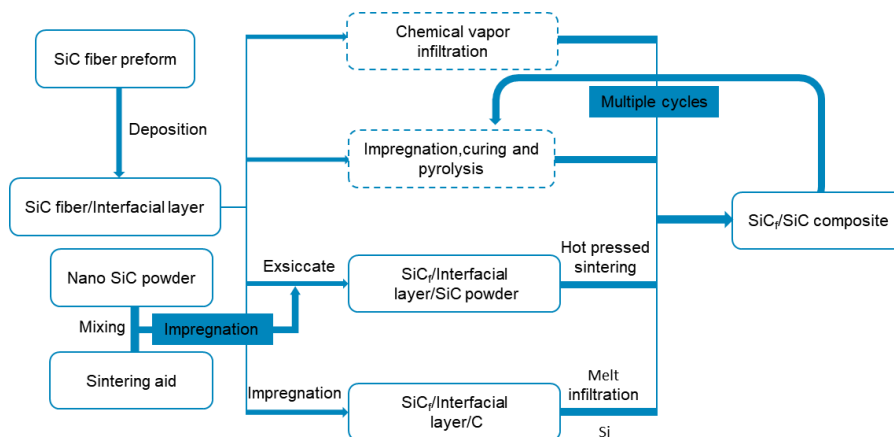 Chemical vapor
infiltration
SiC fiber preform
Multiple cycles
Deposition
Impregnation,curing and
pyrolysis
SiC fiber/Interfacial layer
SiCf/SiC composite
Nano SiC powder
Exsiccate
SiCf/Interfacial
layer/SiC powder
Hot pressed
sintering
Mixing
Impregnation
Sintering aid
Impregnation
SiCf/Interfacial
layer/C
Melt
infiltration
Si